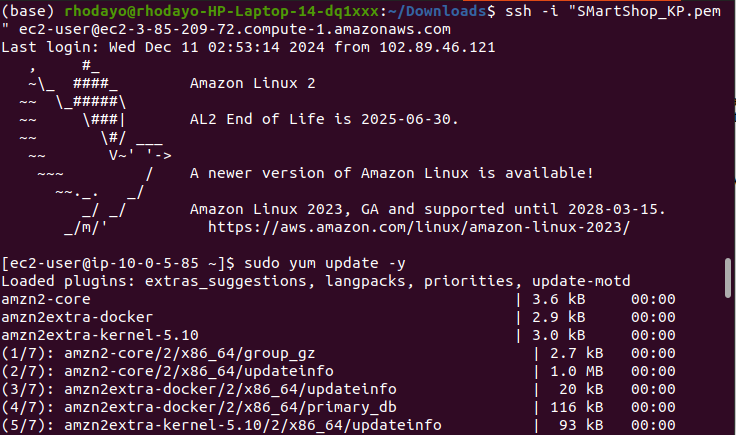 (base) rhodayo@rhodayo-HP-Laptop-14-dq1xxx:~/Downloads$ ssh -i "SMartShop_KP.pem
" ec2-user@ec2-3-85-209-72.compute-1.amazonaws.com
Last login: Wed Dec 11 02:53:14 2024 from 102.89.46.121
   ,     #_
   ~\_  ####_        Amazon Linux 2
  ~~  \_#####\
  ~~     \###|       AL2 End of Life is 2025-06-30.
  ~~       \#/ ___
   ~~       V~' '->
    ~~~         /    A newer version of Amazon Linux is available!
      ~~._.   _/
         _/ _/       Amazon Linux 2023, GA and supported until 2028-03-15.
       _/m/'           https://aws.amazon.com/linux/amazon-linux-2023/
[ec2-user@ip-10-0-5-85 ~]$ sudo yum update -y
Loaded plugins: extras_suggestions, langpacks, priorities, update-motd
amzn2-core                                               | 3.6 kB     00:00
amzn2extra-docker                                        | 2.9 kB     00:00
amzn2extra-kernel-5.10                                   | 3.0 kB     00:00
(1/7): amzn2-core/2/x86_64/group_gz                        | 2.7 kB   00:00
(2/7): amzn2-core/2/x86_64/updateinfo                      | 1.0 MB   00:00
(3/7): amzn2extra-docker/2/x86_64/updateinfo               |  20 kB   00:00
(4/7): amzn2extra-docker/2/x86_64/primary_db               | 116 kB   00:00
(5/7): amzn2extra-kernel-5.10/2/x86_64/updateinfo          |  93 kB   00:00